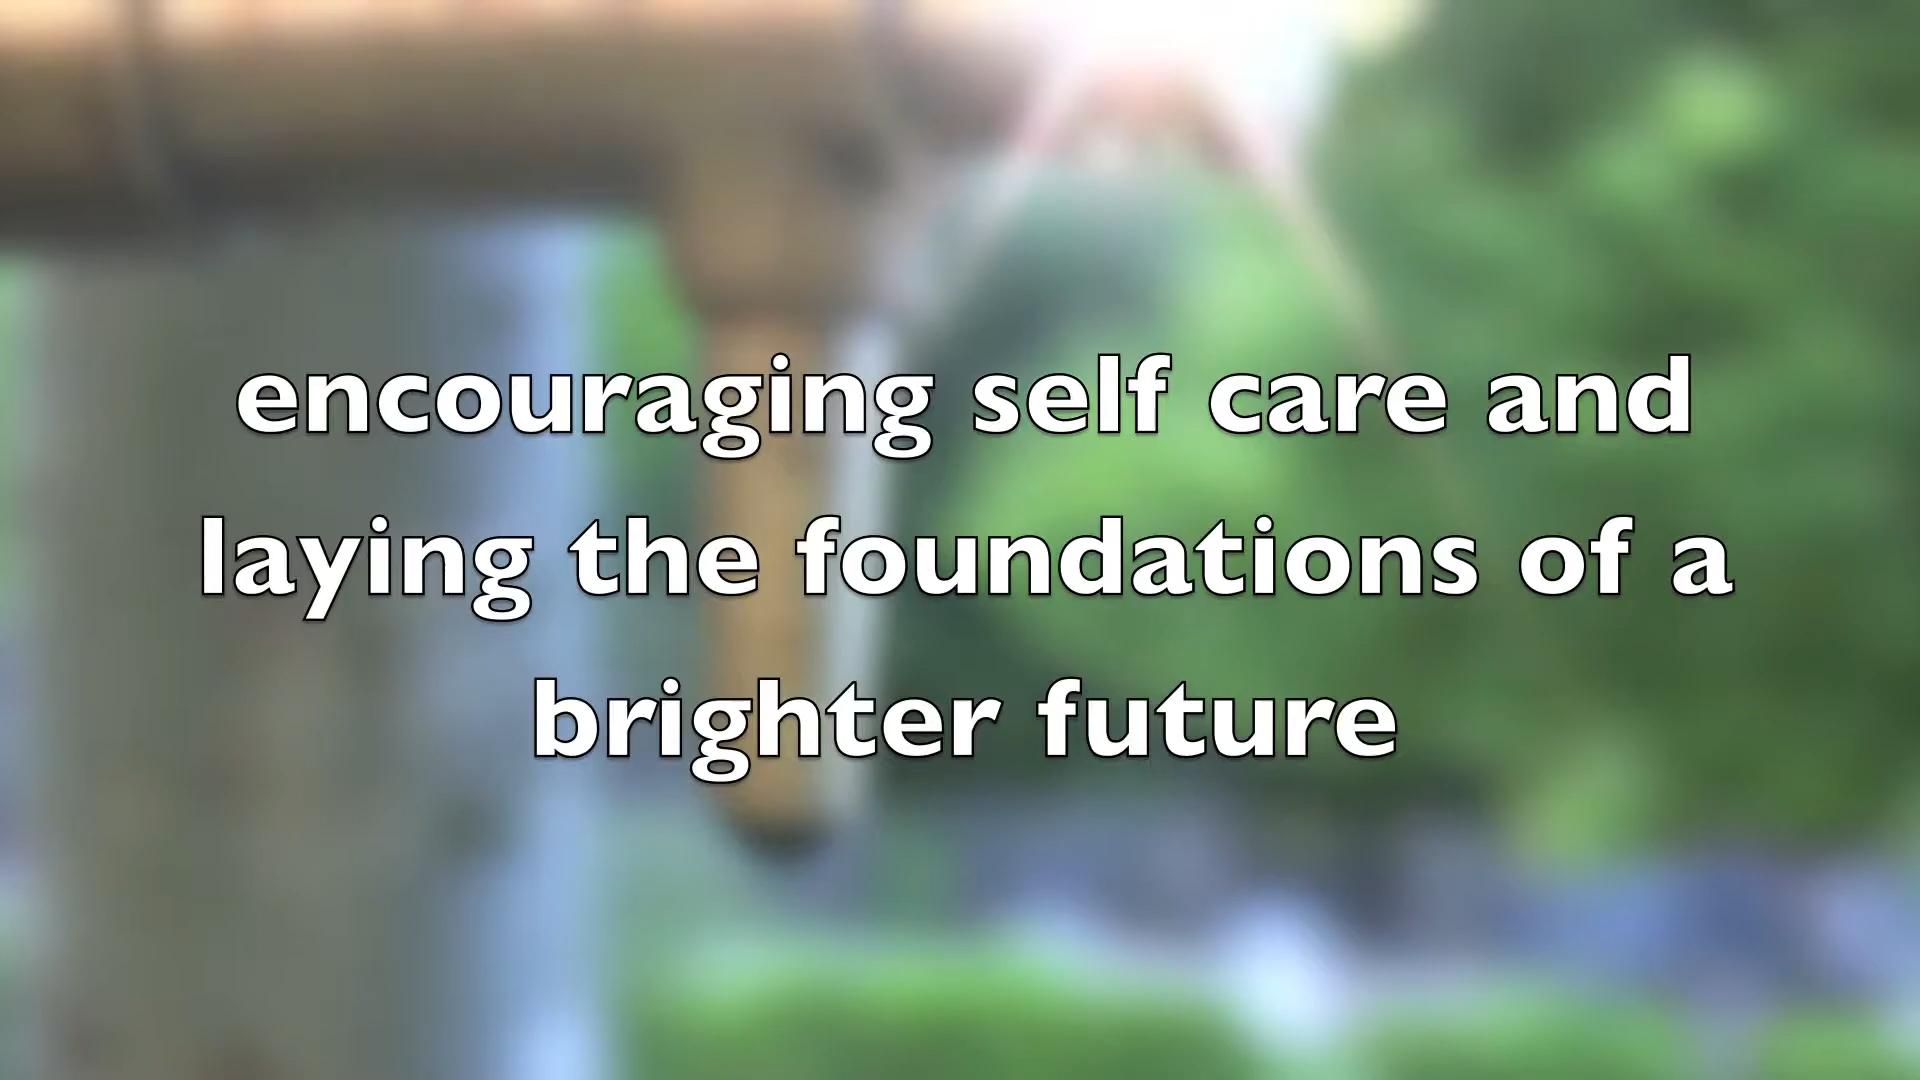 encouraging self care and
laying the foundations of a
brighter future